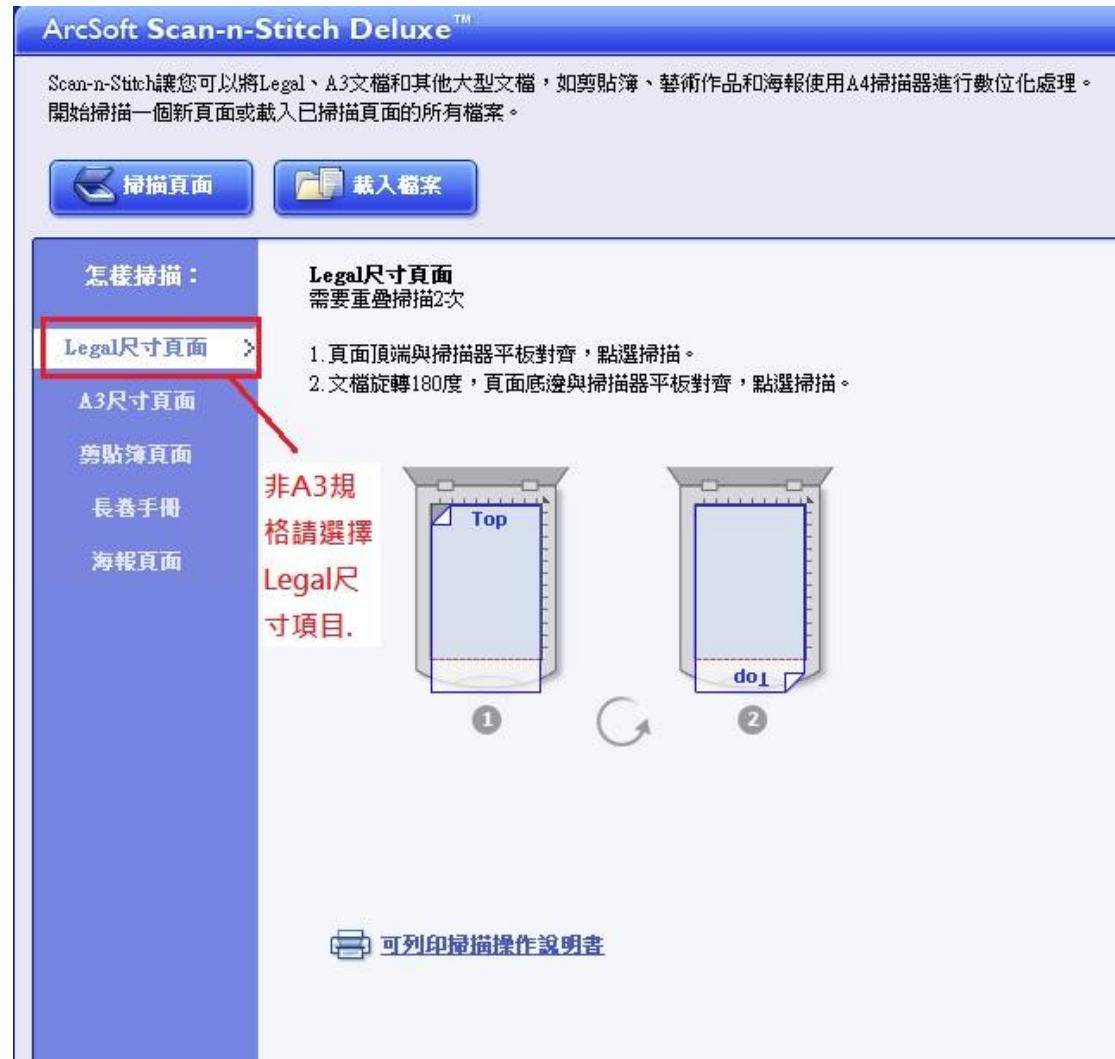 ArcSoft Scan-n-Stitch Deluxe™
Scan-n-Stitch讓您可以將Legal、A3文檔和其他大型文檔，如剪貼簿、藝術作品和海報使用A4掃描器進行數位化處理。
開始掃描一個新頁面或載入已掃描頁面的所有檔案。
掃描頁面
載入檔案
怎樣掃描：
Legal尺寸頁面 >
A3尺寸頁面
剪貼簿頁面
長卷手冊
海報頁面
Legal尺寸頁面
需要重疊掃描2次
1.頁面頂端與掃描器平板對齊，點選掃描。
2.文檔旋轉180度，頁面底邊與掃描器平板對齊，點選掃描。
非A3規
格請選擇
Legal尺
寸項目.
Top
Top
1
2
可列印掃描操作說明書